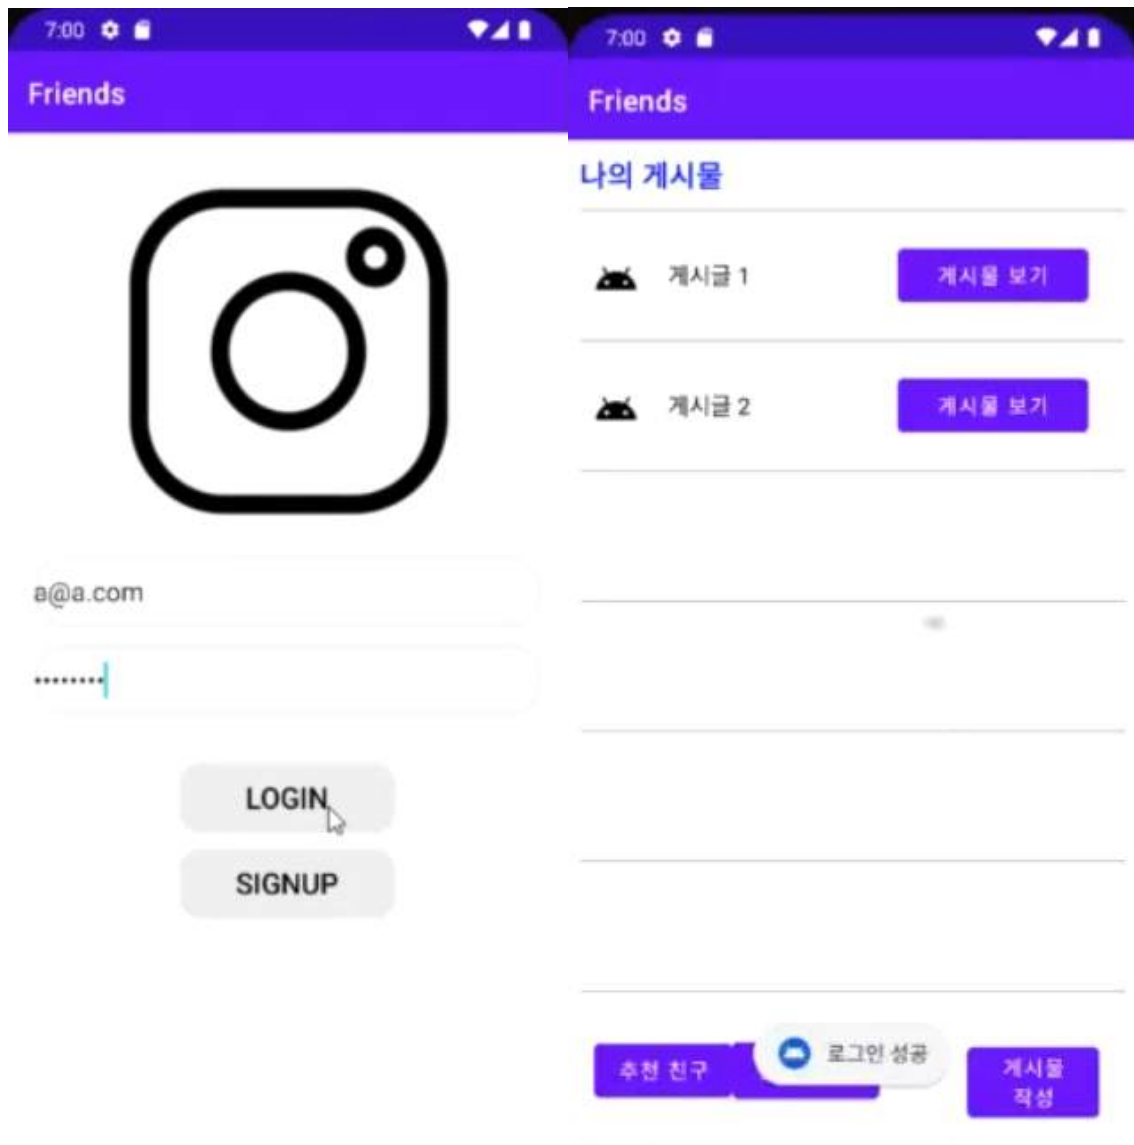 7:00
Friends
a@a.com
••••••••
LOGIN
SIGNUP
7:00
Friends
나의 게시물
게시글 1
게시물 보기
게시글 2
게시물 보기
추천 친구
로그인 성공
게시물
작성